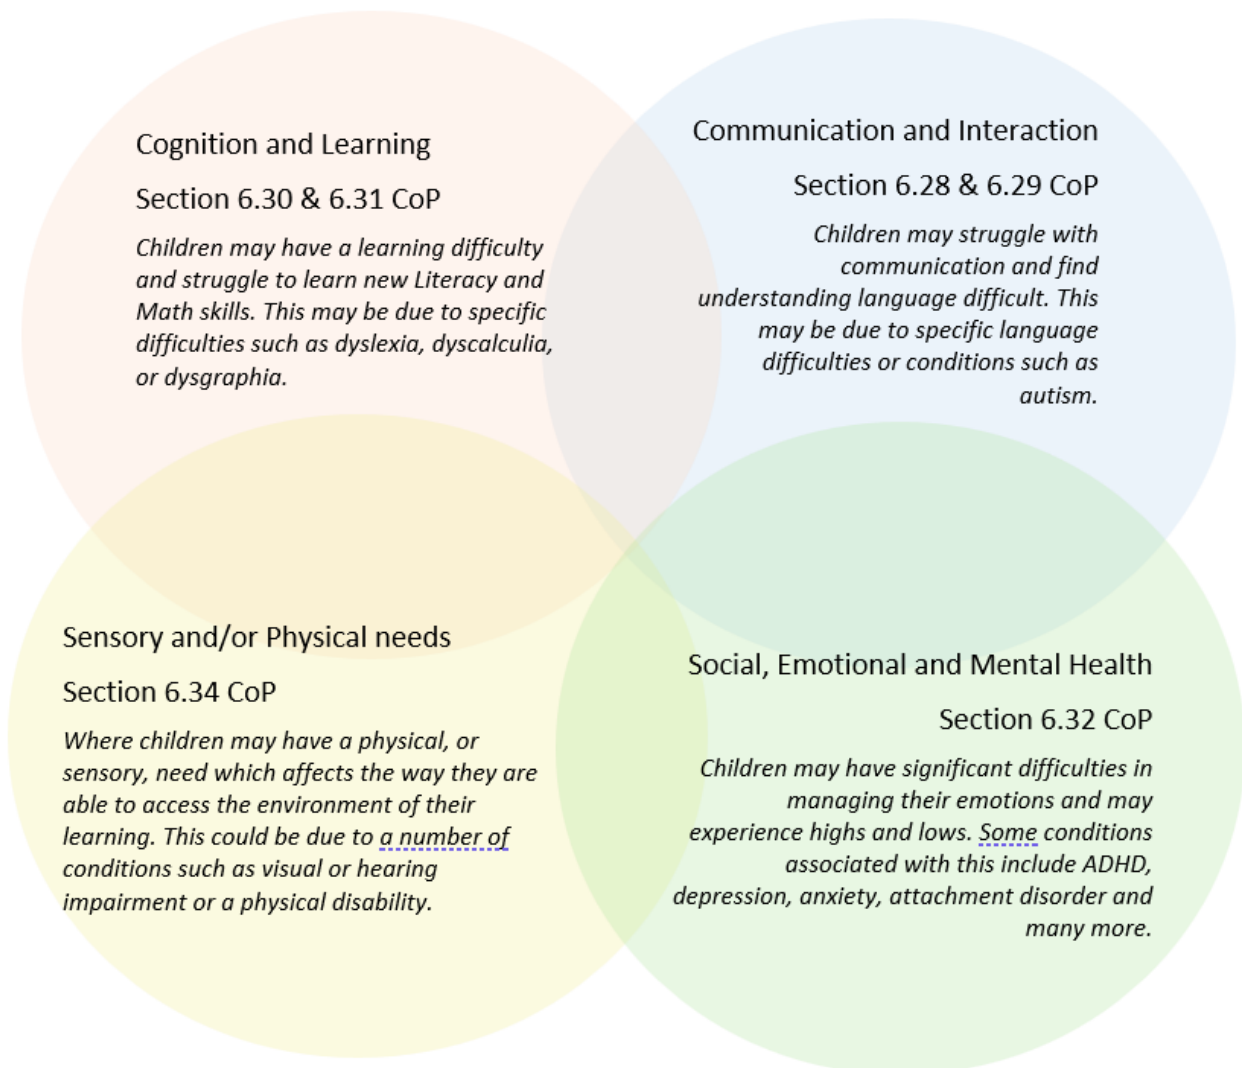 Cognition and Learning
Section 6.30 & 6.31 CoP
Children may have a learning difficulty
and struggle to learn new Literacy and
Math skills. This may be due to specific
difficulties such as dyslexia, dyscalculia,
or dysgraphia.
Communication and Interaction
Section 6.28 & 6.29 CoP
Children may struggle with
communication and find
understanding language difficult. This
may be due to specific language
difficulties or conditions such as
autism.
Sensory and/or Physical needs
Section 6.34 CoP
Where children may have a physical, or
sensory, need which affects the way they are
able to access the environment of their
learning. This could be due to a number of
conditions such as visual or hearing
impairment or a physical disability.
Social, Emotional and Mental Health
Section 6.32 CoP
Children may have significant difficulties in
managing their emotions and may
experience highs and lows. Some conditions
associated with this include ADHD,
depression, anxiety, attachment disorder and
many more.